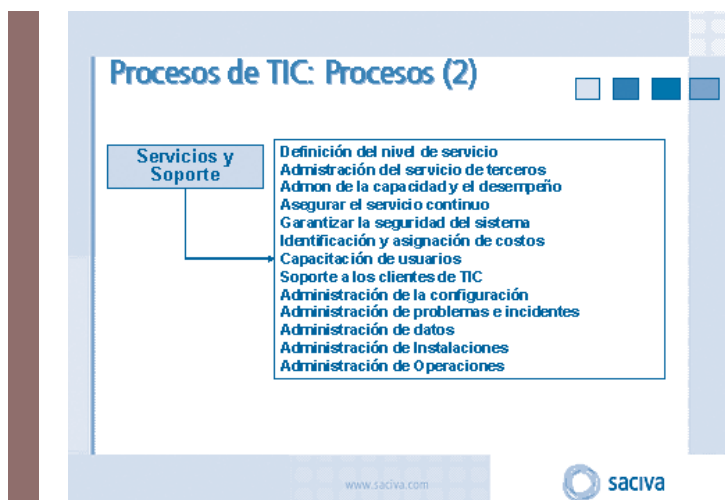 Procesos de TIC: Procesos (2)
Servicios y
Soporte
Definición del nivel de servicio
Admistración del servicio de terceros
Admon de la capacidad y el desempeño
Asegurar el servicio continuo
Garantizar la seguridad del sistema
Identificación y asignación de costos
Capacitación de usuarios
Soporte a los clientes de TIC
Administración de la configuración
Administración de problemas e incidentes
Administración de datos
Administración de Instalaciones
Administración de Operaciones
www.saciva.com
saciva